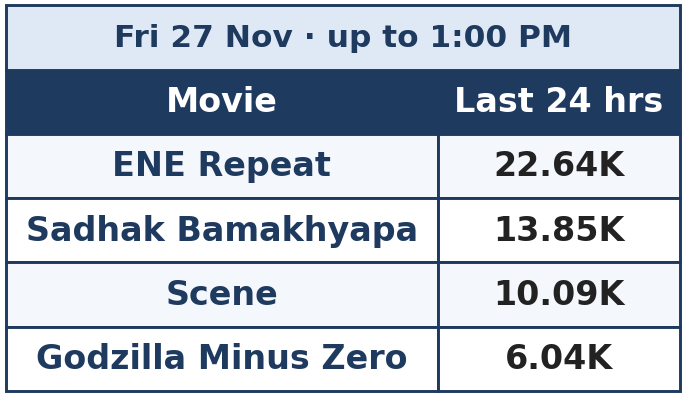 Fri 27 Nov · up to 1:00 PM
Movie Last 24 hrs
ENE Repeat 22.64K
Sadhak Bamakhyapa 13.85K
Scene 10.09K
Godzilla Minus Zero 6.04K